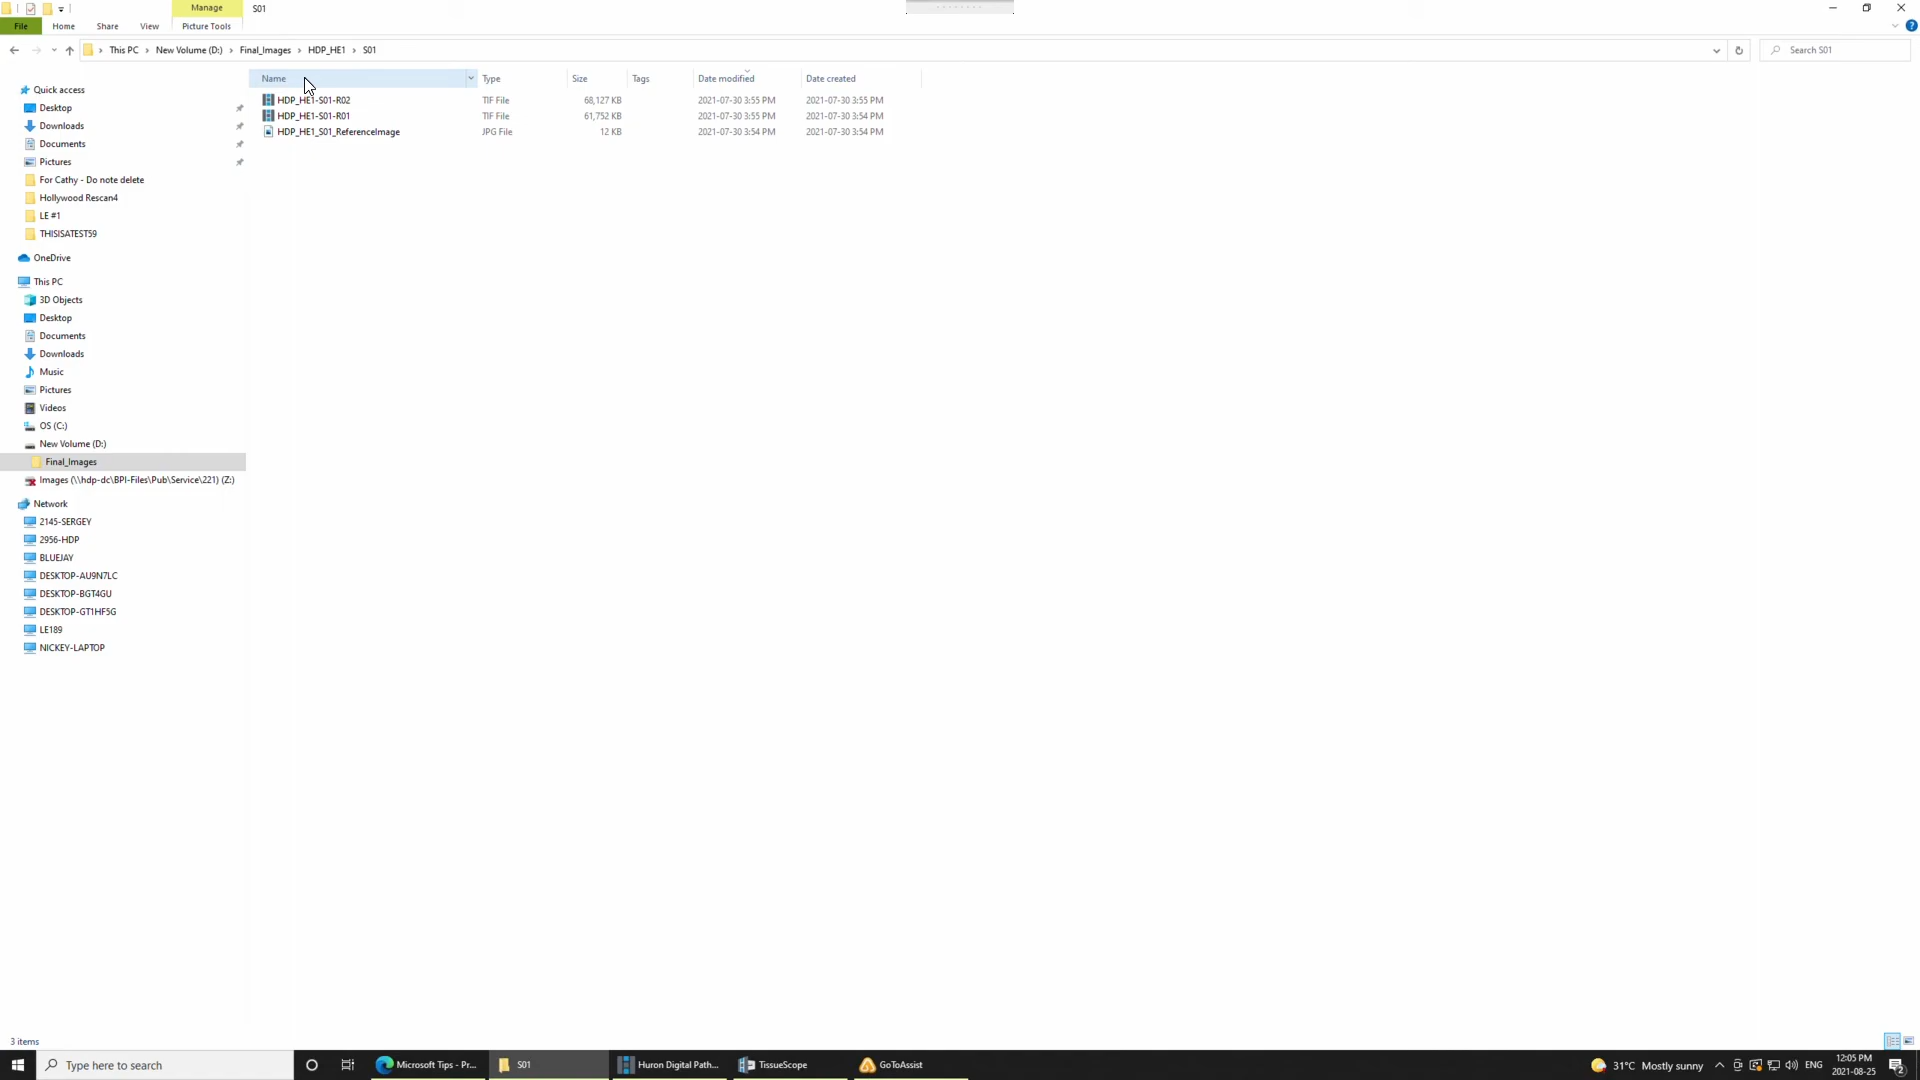 Manage
S01
File
Home
Share
View
Picture Tools
This PC
New Volume (D:)
Final_Images
HDP_HE1
S01
Search S01
Name
Type
Size
Tags
Date modified
Date created
HDP_HE1-S01-R02
TIF File
68,127 KB
2021-07-30 3:55 PM
2021-07-30 3:55 PM
HDP_HE1-S01-R01
TIF File
61,752 KB
2021-07-30 3:55 PM
2021-07-30 3:54 PM
HDP_HE1_S01_ReferenceImage
JPG File
12 KB
2021-07-30 3:54 PM
2021-07-30 3:54 PM
Quick access
Desktop
Downloads
Documents
Pictures
For Cathy - Do note delete
Hollywood Rescan4
LE #1
THISISATEST59
OneDrive
This PC
3D Objects
Desktop
Documents
Downloads
Music
Pictures
Videos
OS (C:)
New Volume (D:)
Final_Images
Images (\\hdp-dc\BPI-Files\Pub\Service\221) (Z:)
Network
2145-SERGEY
2956-HDP
BLUEJAY
DESKTOP-AU9N7LC
DESKTOP-BGT4GU
DESKTOP-GT1HF5G
LE189
NICKEY-LAPTOP
3 items
Type here to search
Microsoft Tips - Pr...
S01
Huron Digital Path...
TissueScope
GoToAssist
31°C Mostly sunny
ENG
12:05 PM
2021-08-25
2